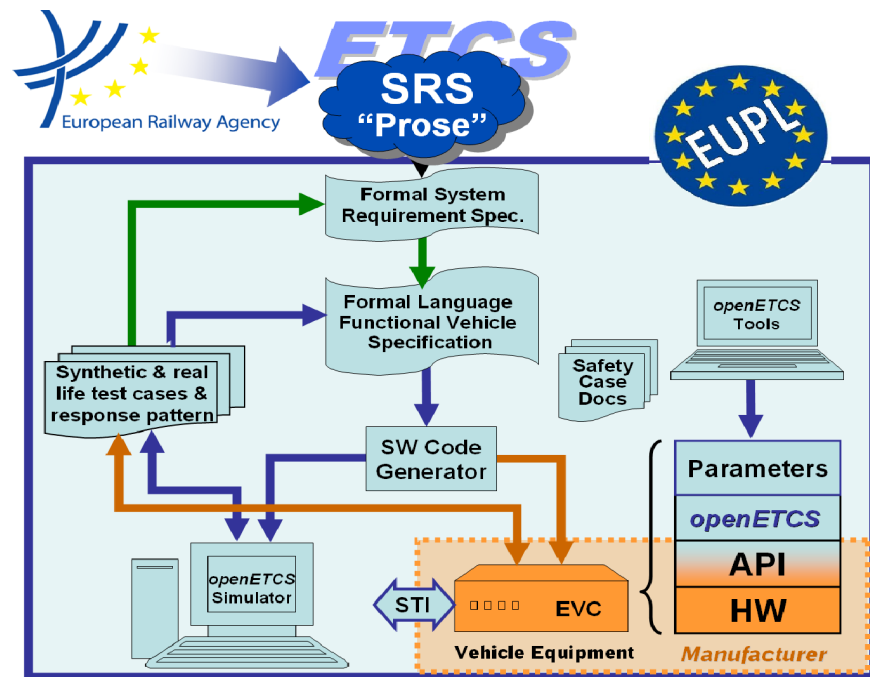 ETCS
SRS
“Prose”
European Railway Agency
EUPL
Formal System
Requirement Spec.
Formal Language
Functional Vehicle
Specification
openETCS
Tools
Synthetic & real
life test cases &
response pattern
Safety
Case
Docs
SW Code
Generator
Parameters
openETCS
API
HW
openETCS
Simulator
STI
EVC
Vehicle Equipment
Manufacturer